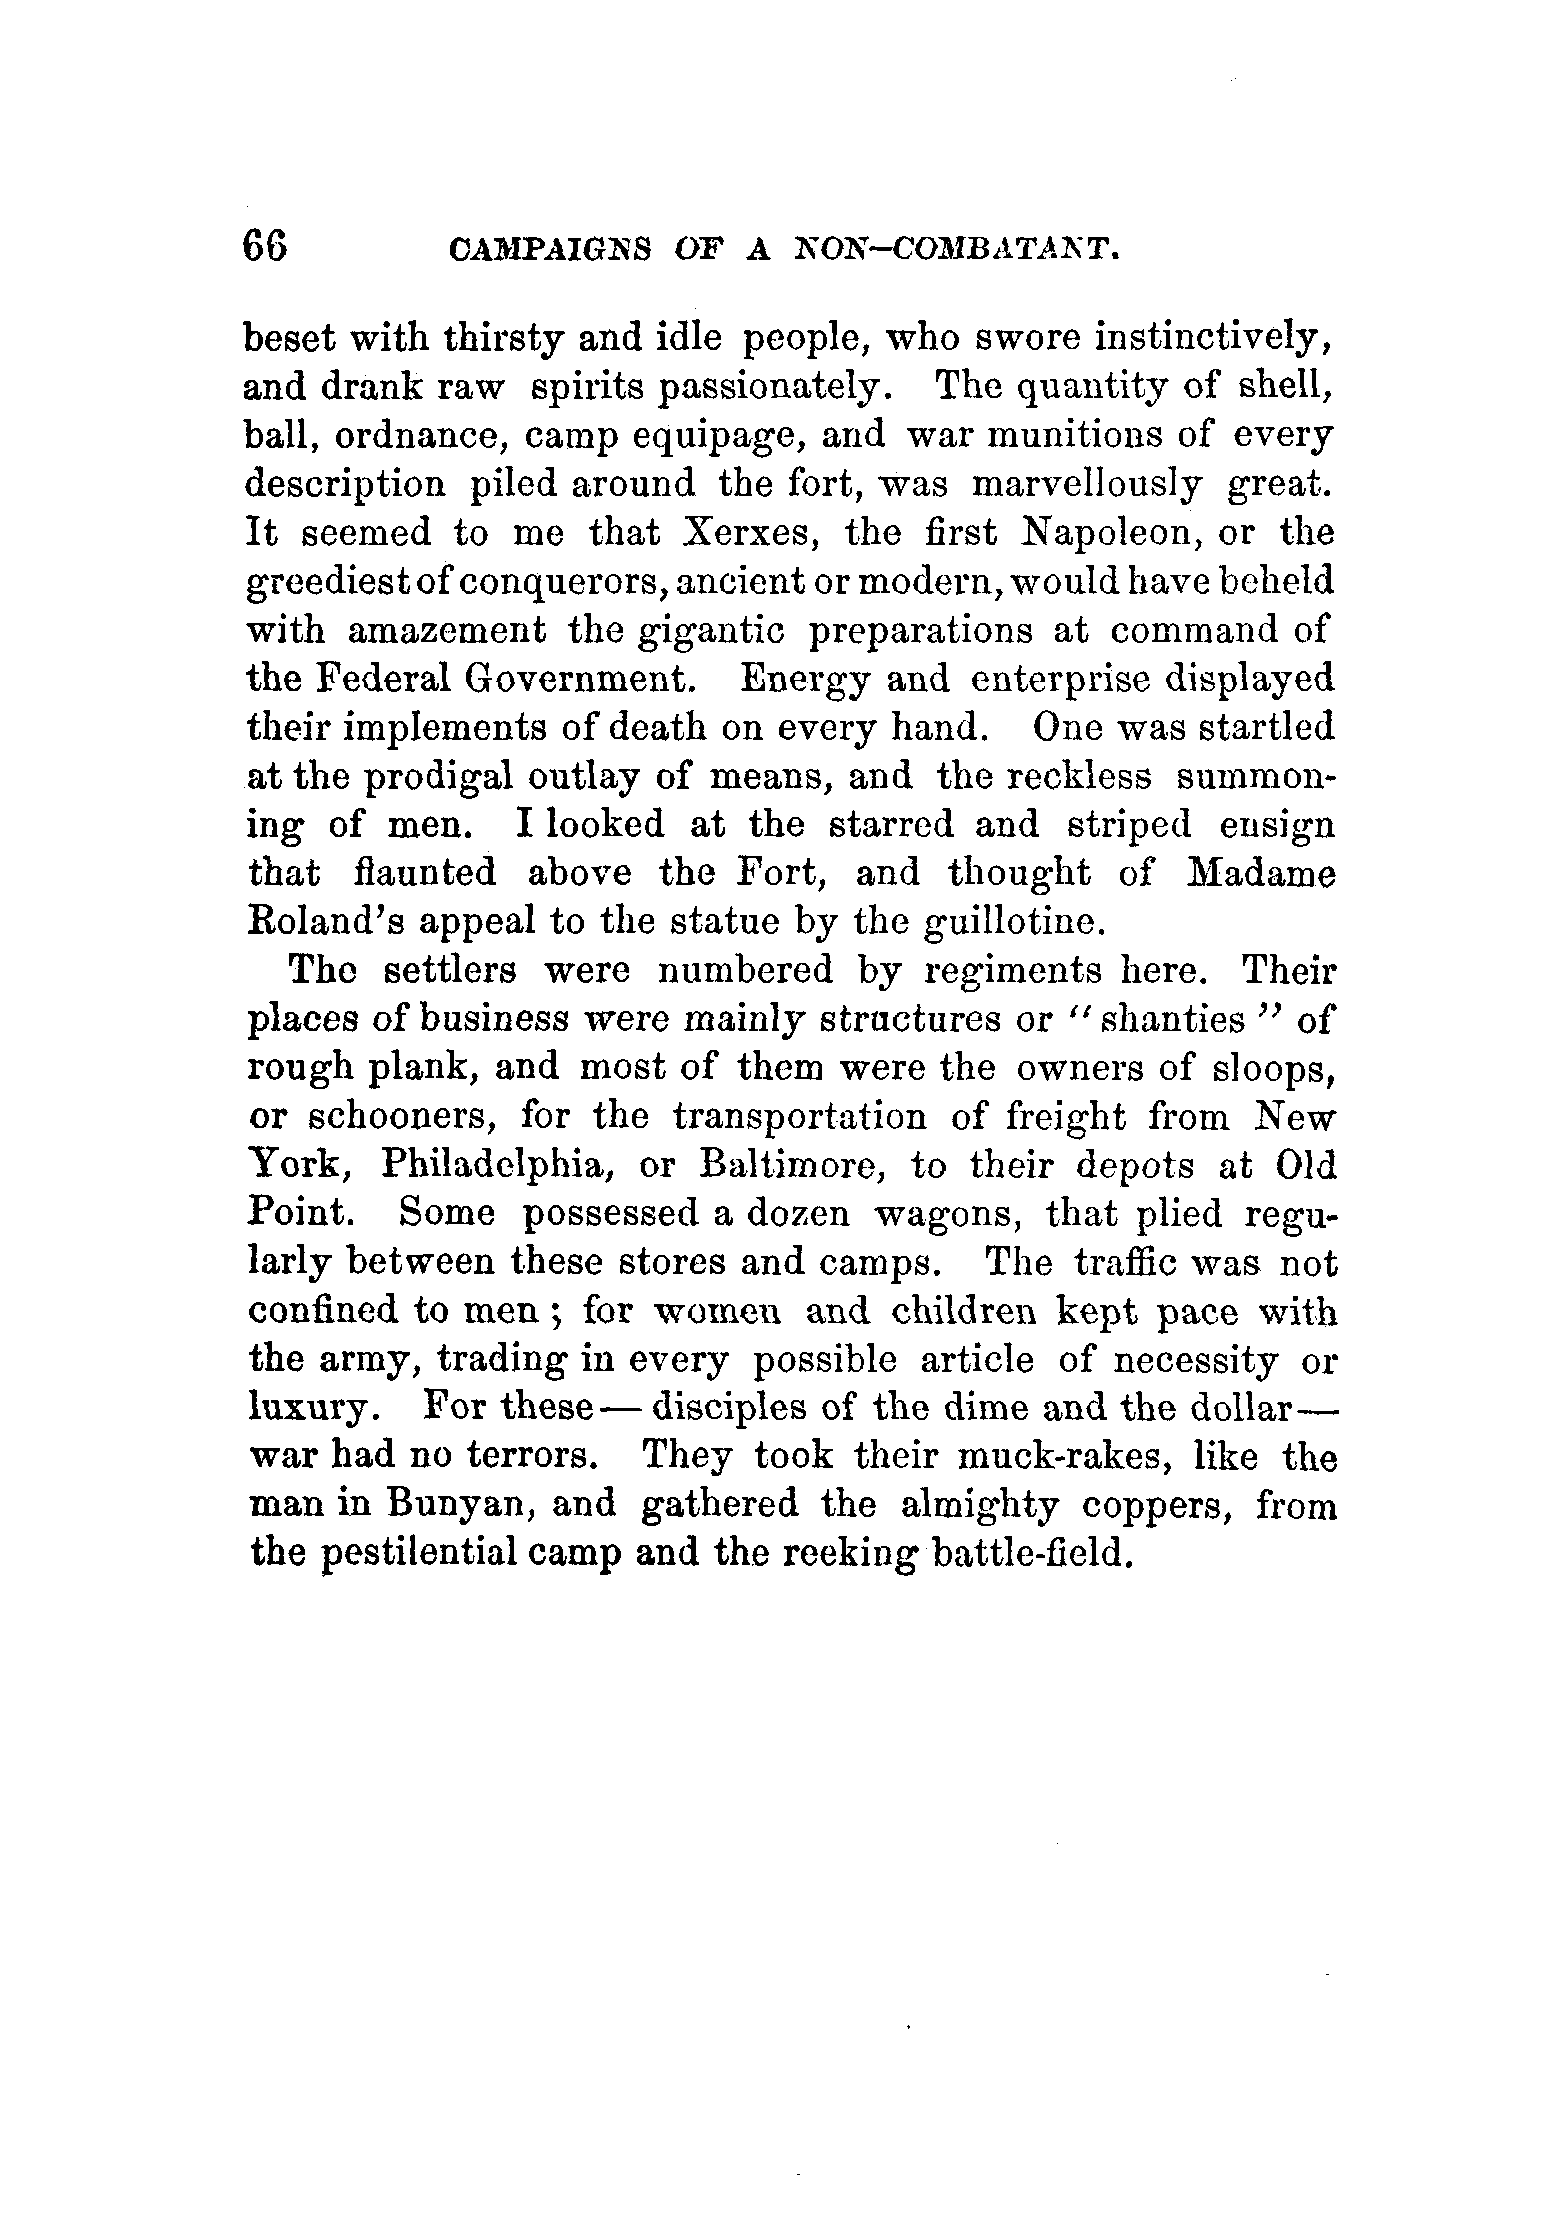 66 CAMPAIGNS OF A NON-COMBATANT.
beset with thirsty and idle people, who swore instinctively,
and drank raw spirits passionately. The quantity of shell,
ball, ordnance, camp equipage, and war munitions of every
description piled around the fort, was marvellously great.
It seemed to me that Xerxes, the first Napoleon, or the
greediest of conquerors, ancient or modern, would have beheld
with amazement the gigantic preparations at command of
the Federal Government. Energy and enterprise displayed
their implements of death on every hand. One was startled
at the prodigal outlay of means, and the reckless summon-
ing of men. I looked at the starred and striped ensign
that flaunted above the Fort, and thought of Madame
Roland's appeal to the statue by the guillotine.
The settlers were numbered by regiments here. Their
places of business were mainly structures or "shanties" of
rough plank, and most of them were the owners of sloops,
or schooners, for the transportation of freight from New
York, Philadelphia, or Baltimore, to their depots at Old
Point. Some possessed a dozen wagons, that plied regu-
larly between these stores and camps. The traffic was not
confined to men; for women and children kept pace with
the army, trading in every possible article of necessity or
luxury. For these—disciples of the dime and the dollar—
war had no terrors. They took their muck-rakes, like the
man in Bunyan, and gathered the almighty coppers, from
the pestilential camp and the reeking battle-field.